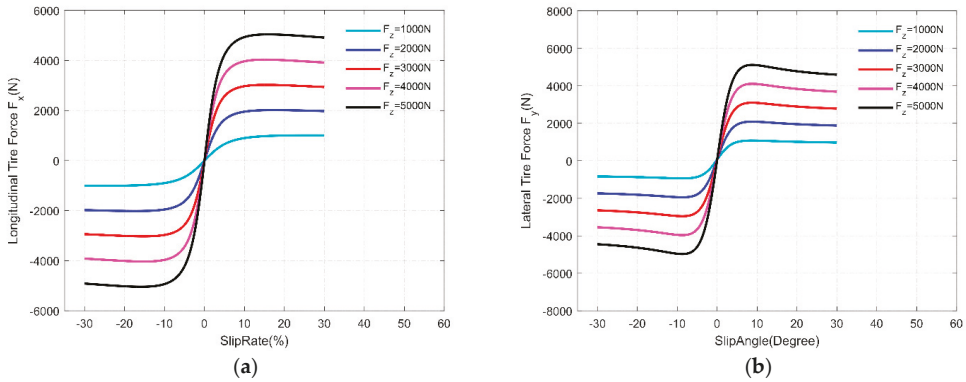 6000
4000
2000
0
-2000
-4000
-6000
Longitudinal Tire Force F_x(N)
-30 -20 -10 0 10 20 30 40 50 60
SlipRate(%)
F_z=1000N
F_z=2000N
F_z=3000N
F_z=4000N
F_z=5000N
(a)
8000
6000
4000
2000
0
-2000
-4000
-6000
-8000
Lateral Tire Force F_y(N)
-30 -20 -10 0 10 20 30 40 50 60
SlipAngle(Degree)
F_z=1000N
F_z=2000N
F_z=3000N
F_z=4000N
F_z=5000N
(b)